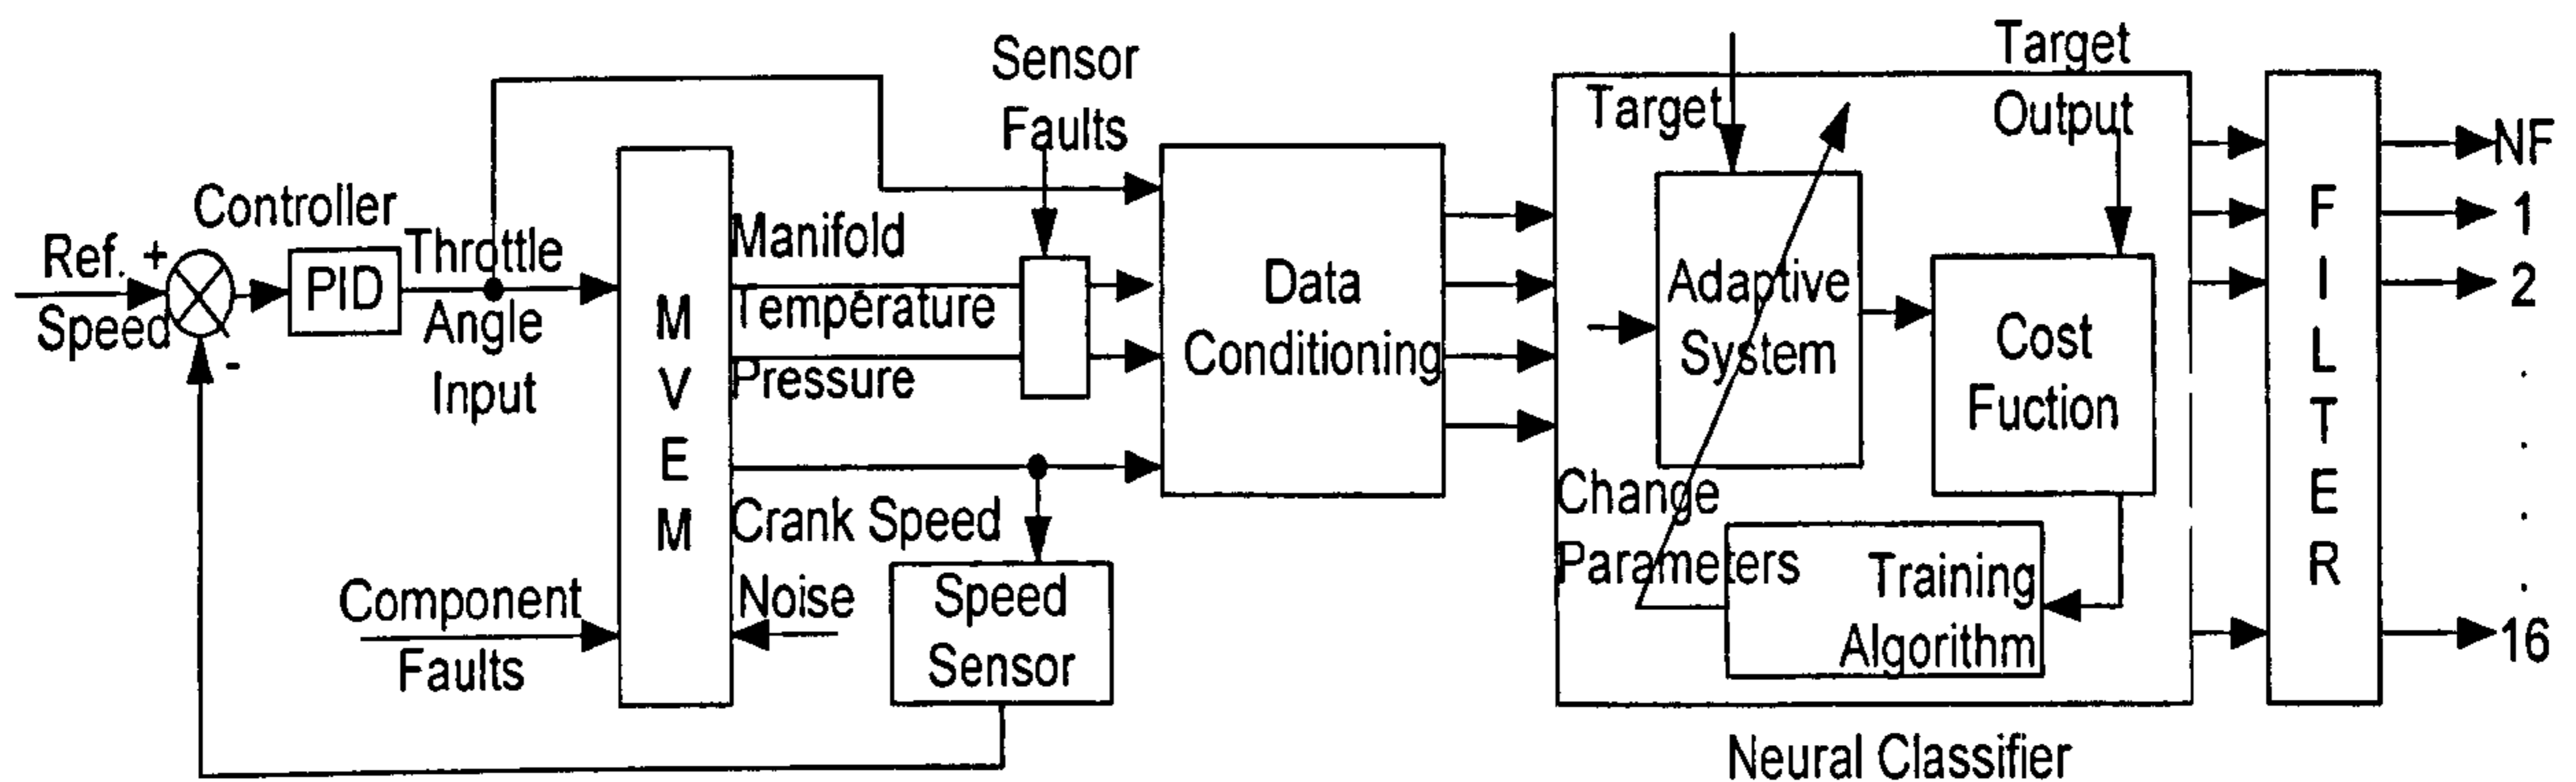 Ref. +
Speed
-
Controller
PID
Throttle
Angle
Input
Component
Faults
M
V
E
M
Manifold
Temperature
Pressure
Crank Speed
Noise
Sensor
Faults
Speed
Sensor
Data
Conditioning
Target
Adaptive
System
Change
Parameters
Target
Output
Cost
Fuction
Training
Algorithm
Neural Classifier
F
I
L
T
E
R
NF
1
2
.
.
.
.
16